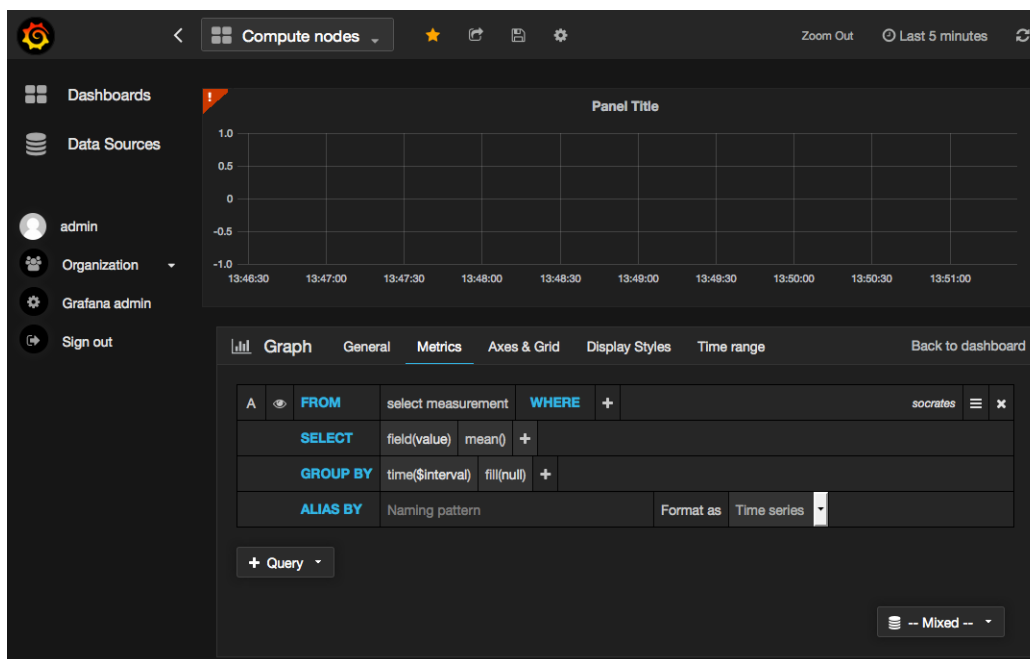 Compute nodes
Zoom Out
Last 5 minutes
Dashboards
Data Sources
admin
Organization
Grafana admin
Sign out
!
Panel Title
1.0
0.5
0
-0.5
-1.0
13:46:30 13:47:00 13:47:30 13:48:00 13:48:30 13:49:00 13:49:30 13:50:00 13:50:30 13:51:00
Graph General Metrics Axes & Grid Display Styles Time range Back to dashboard
A FROM select measurement WHERE + socrates
SELECT field(value) mean() +
GROUP BY time($interval) fill(null) +
ALIAS BY Naming pattern Format as Time series
+ Query
-- Mixed --